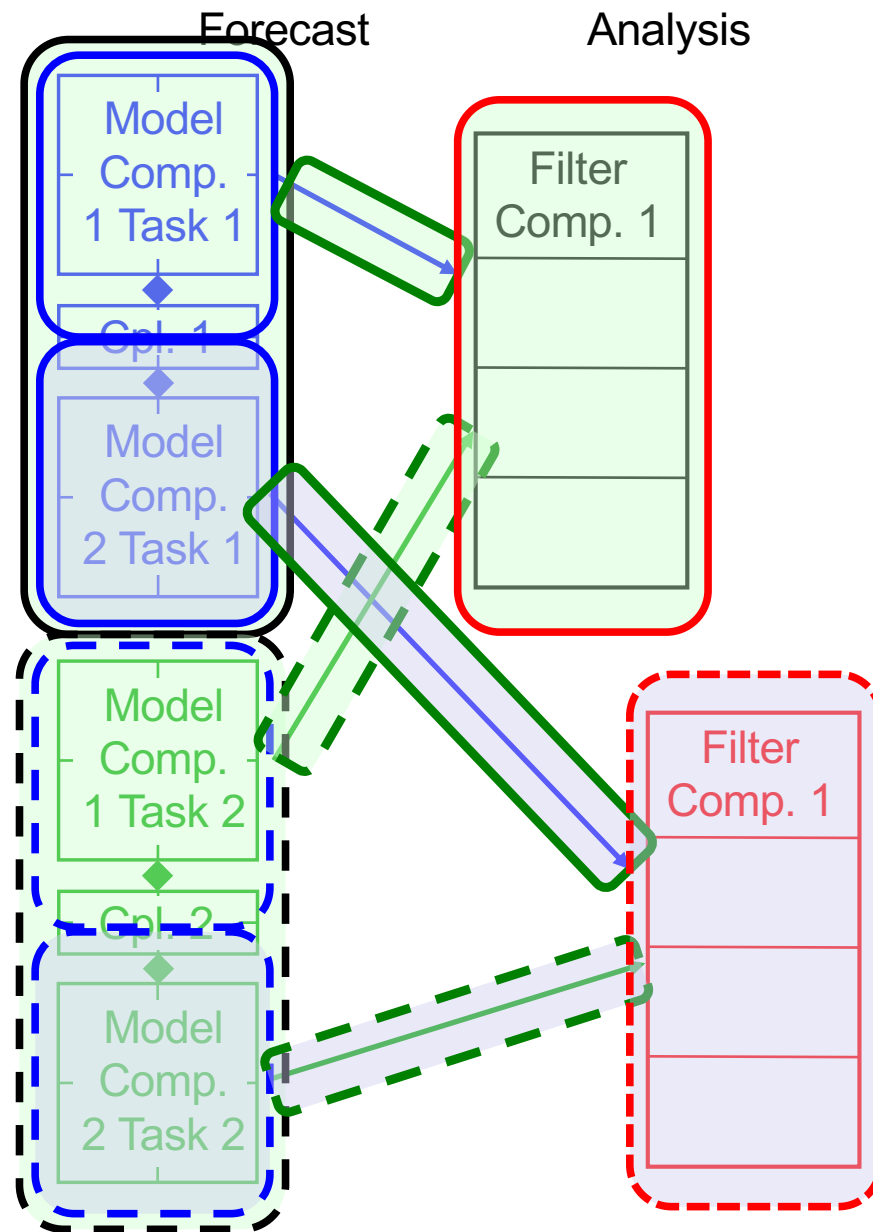 Forecast
Analysis
Model
Comp.
1 Task 1
Cpl. 1
Model
Comp.
2 Task 1
Model
Comp.
1 Task 2
Cpl. 2
Model
Comp.
2 Task 2
Filter
Comp. 1
Filter
Comp. 1